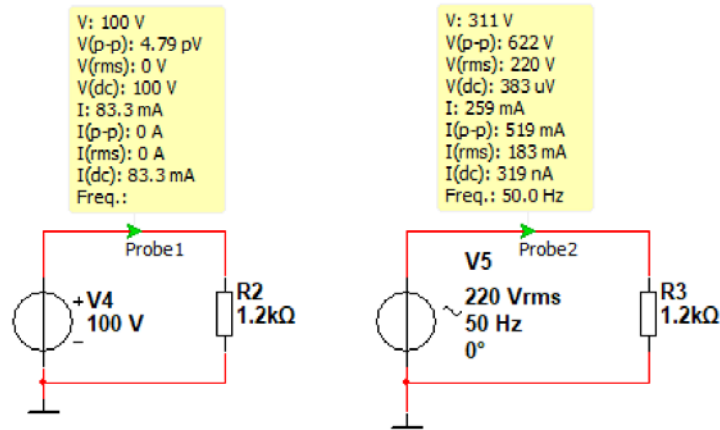 V: 100 V
V(p-p): 4.79 pV
V(rms): 0 V
V(dc): 100 V
I: 83.3 mA
I(p-p): 0 A
I(rms): 0 A
I(dc): 83.3 mA
Freq.:
Probe1
+ V4
100 V
–
R2
1.2kΩ
V: 311 V
V(p-p): 622 V
V(rms): 220 V
V(dc): 383 uV
I: 259 mA
I(p-p): 519 mA
I(rms): 183 mA
I(dc): 319 nA
Freq.: 50.0 Hz
Probe2
V5
220 Vrms
50 Hz
0°
R3
1.2kΩ